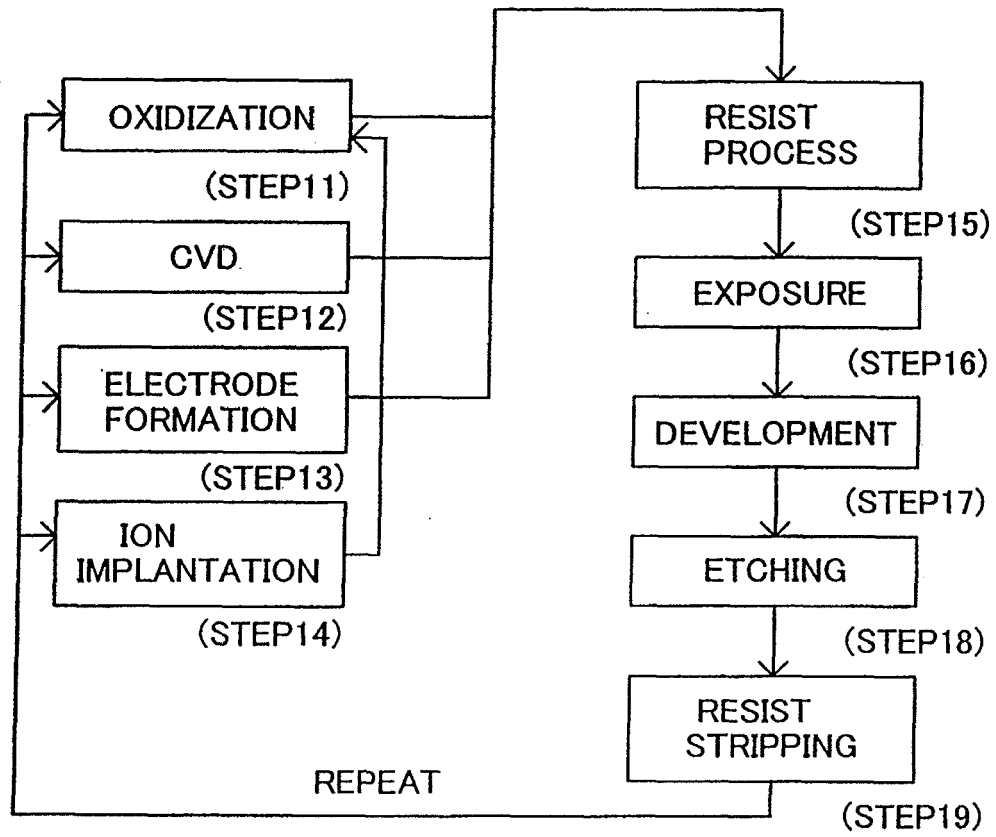 OXIDIZATION
(STEP11)
CVD
(STEP12)
ELECTRODE
FORMATION
(STEP13)
ION
IMPLANTATION
(STEP14)
RESIST
PROCESS
(STEP15)
EXPOSURE
(STEP16)
DEVELOPMENT
(STEP17)
ETCHING
(STEP18)
RESIST
STRIPPING
(STEP19)
REPEAT